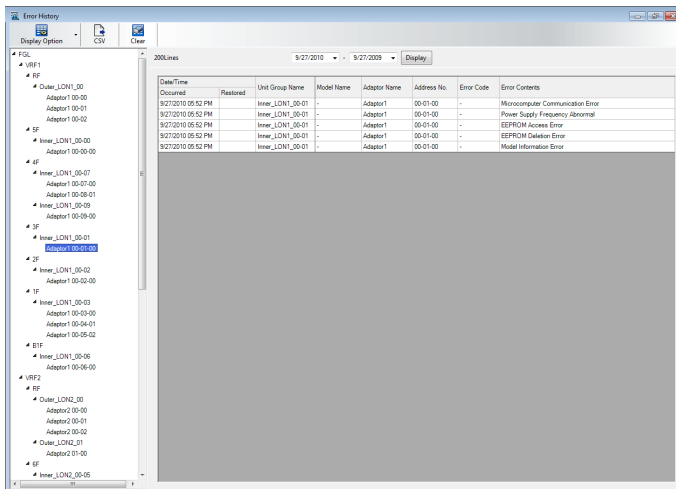 Error History
Display Option
CSV
Clear
FGL
VRF1
RF
Outer_LON1_00
Adaptor1 00-00
Adaptor1 00-01
Adaptor1 00-02
5F
Inner_LON1_00-00
Adaptor1 00-00-00
4F
Inner_LON1_00-07
Adaptor1 00-07-00
Adaptor1 00-08-01
Inner_LON1_00-09
Adaptor1 00-09-00
3F
Inner_LON1_00-01
Adaptor1 00-01-00
2F
Inner_LON1_00-02
Adaptor1 00-02-00
1F
Inner_LON1_00-03
Adaptor1 00-03-00
Adaptor1 00-04-01
Adaptor1 00-05-02
B1F
Inner_LON1_00-06
Adaptor1 00-06-00
VRF2
RF
Outer_LON2_00
Adaptor2 00-00
Adaptor2 00-01
Adaptor2 00-02
Outer_LON2_01
Adaptor2 01-00
6F
Inner_LON2_00-05
200Lines 9/27/2010 - 9/27/2009 Display
Date/Time Unit Group Name Model Name Adaptor Name Address No. Error Code Error Contents
Occurred Restored
9/27/2010 05:52 PM Inner_LON1_00-01 - Adaptor1 00-01-00 - Microcomputer Communication Error
9/27/2010 05:52 PM Inner_LON1_00-01 - Adaptor1 00-01-00 - Power Supply Frequency Abnormal
9/27/2010 05:52 PM Inner_LON1_00-01 - Adaptor1 00-01-00 - EEPROM Access Error
9/27/2010 05:52 PM Inner_LON1_00-01 - Adaptor1 00-01-00 - EEPROM Deletion Error
9/27/2010 05:52 PM Inner_LON1_00-01 - Adaptor1 00-01-00 - Model Information Error